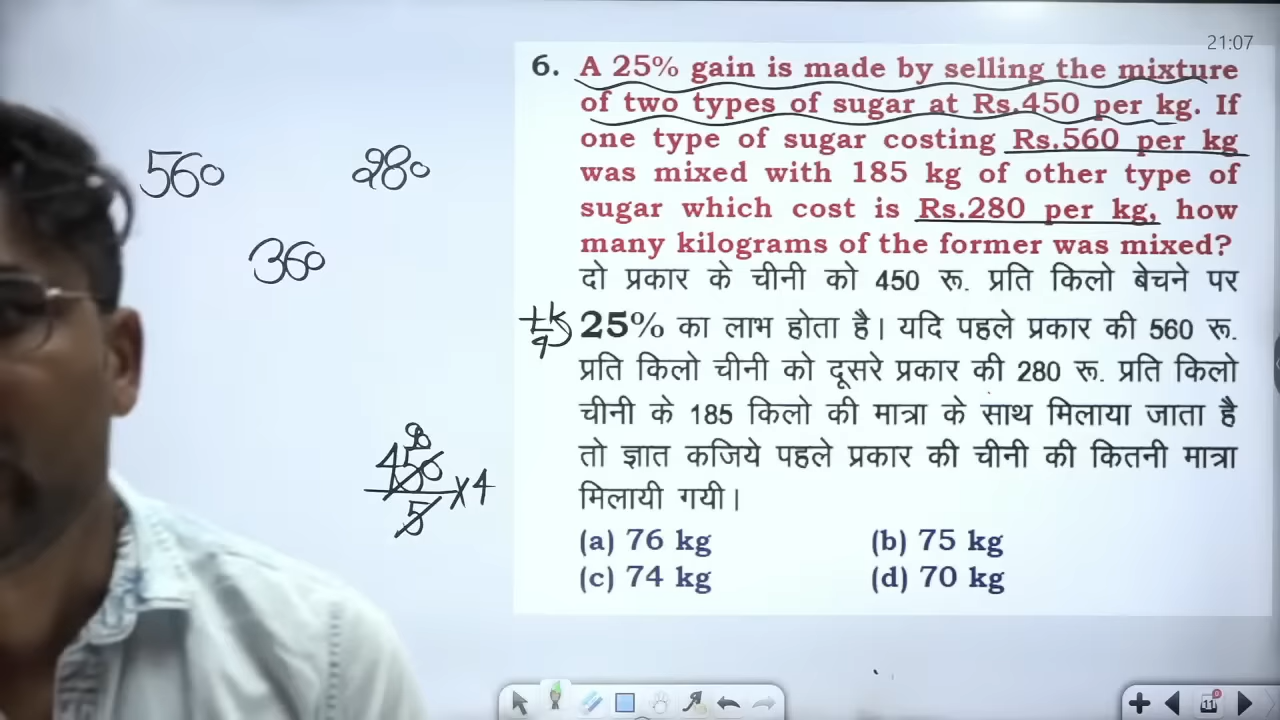 21:07
6. A 25% gain is made by selling the mixture
of two types of sugar at Rs.450 per kg. If
one type of sugar costing Rs.560 per kg
was mixed with 185 kg of other type of
sugar which cost is Rs.280 per kg, how
many kilograms of the former was mixed?
दो प्रकार के चीनी को 450 रू. प्रति किलो बेचने पर
25% का लाभ होता है। यदि पहले प्रकार की 560 रू.
प्रति किलो चीनी को दूसरे प्रकार की 280 रू. प्रति किलो
चीनी के 185 किलो की मात्रा के साथ मिलाया जाता है
तो ज्ञात कजिये पहले प्रकार की चीनी की कितनी मात्रा
मिलायी गयी।
(a) 76 kg (b) 75 kg
(c) 74 kg (d) 70 kg
560 280
360
90
450
5
×4
11